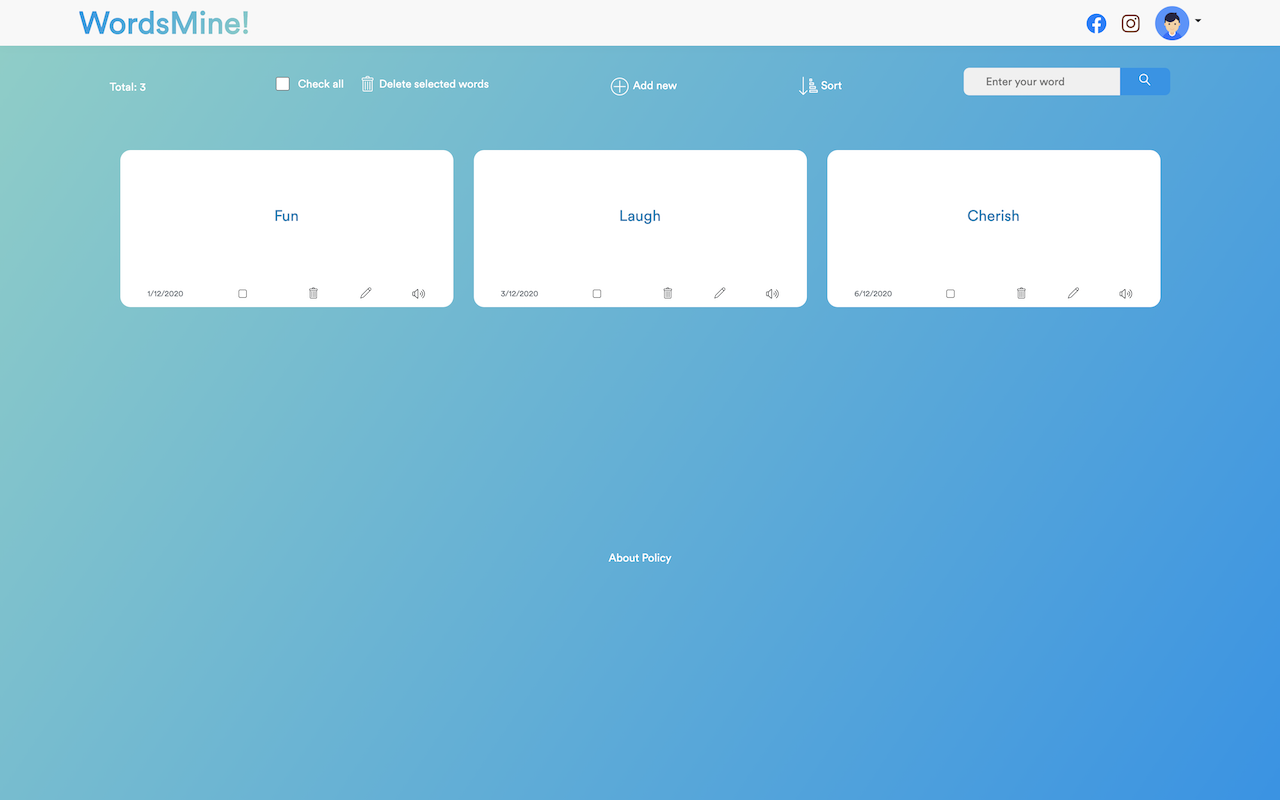 WordsMine!
Total: 3
Check all
Delete selected words
Add new
Sort
Enter your word
Fun
1/12/2020
Laugh
3/12/2020
Cherish
6/12/2020
About Policy